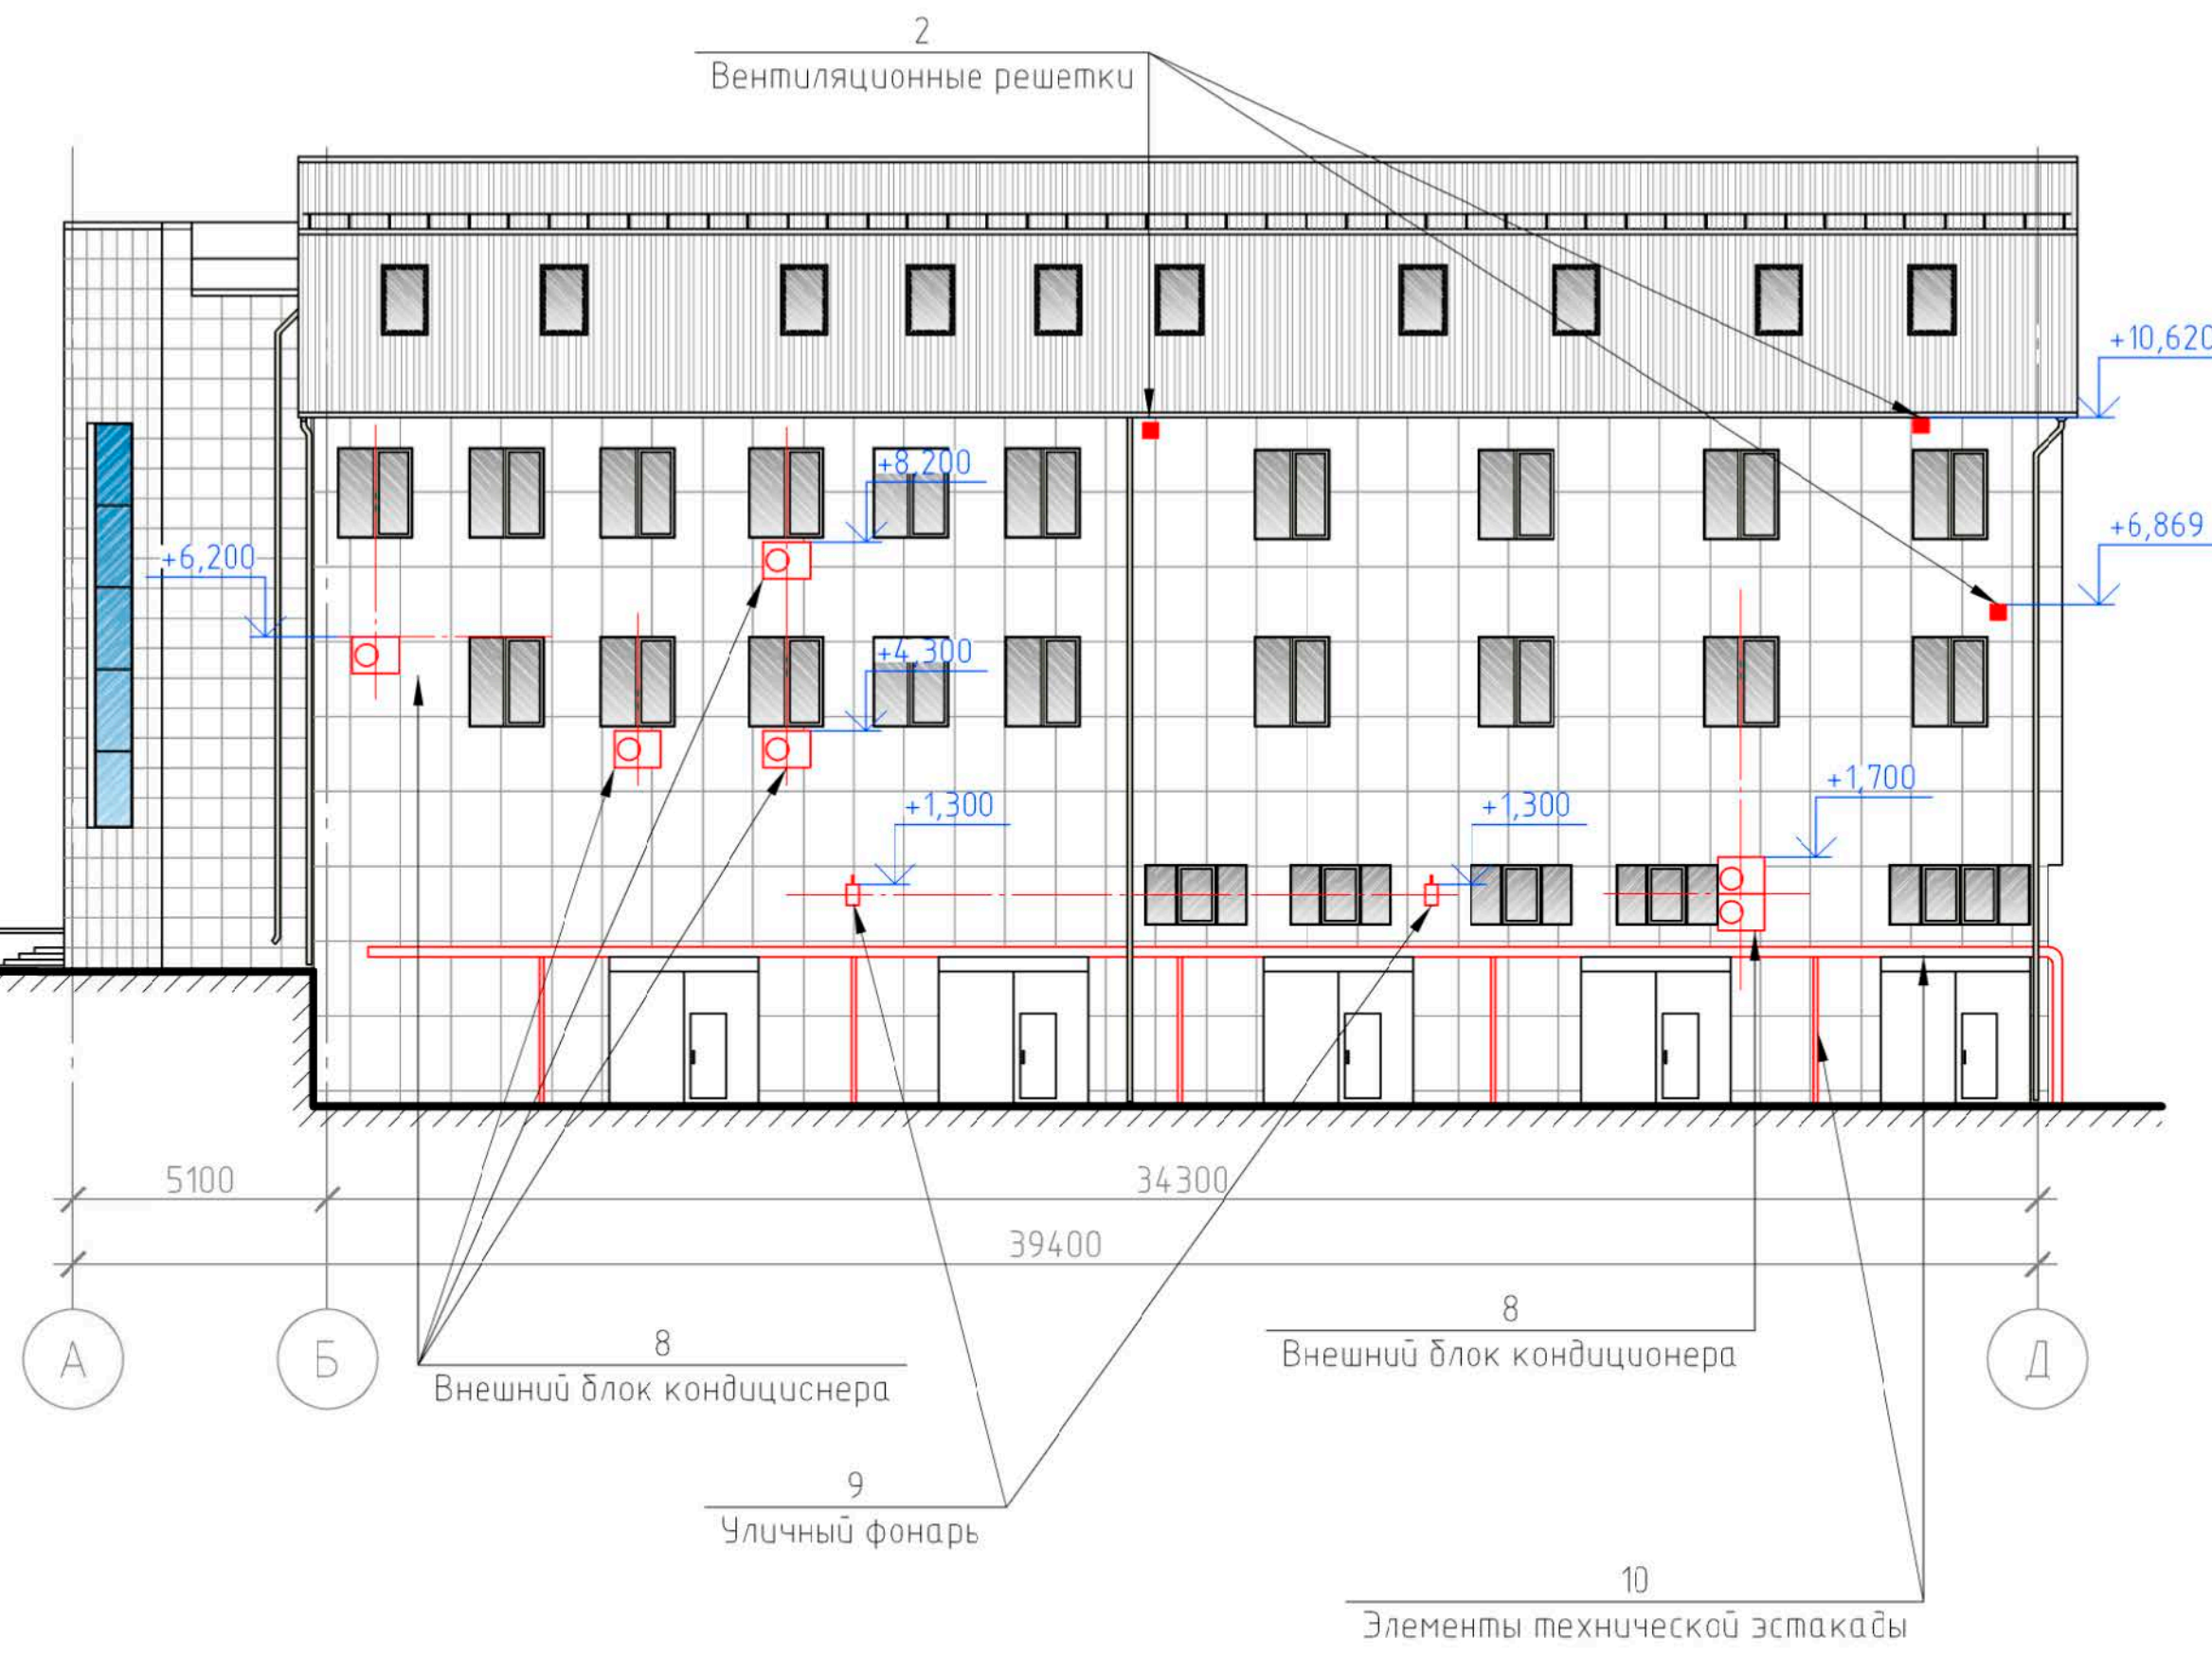 2
Вентиляционные решетки
+10,620
+8,200
+6,869
+6,200
+4,300
+1,700
+1,300
+1,300
5100
34300
39400
А
Б
Д
8
Внешний блок кондициснера
8
Внешний блок кондиционера
9
Уличный фонарь
10
Элементы технической эстакады